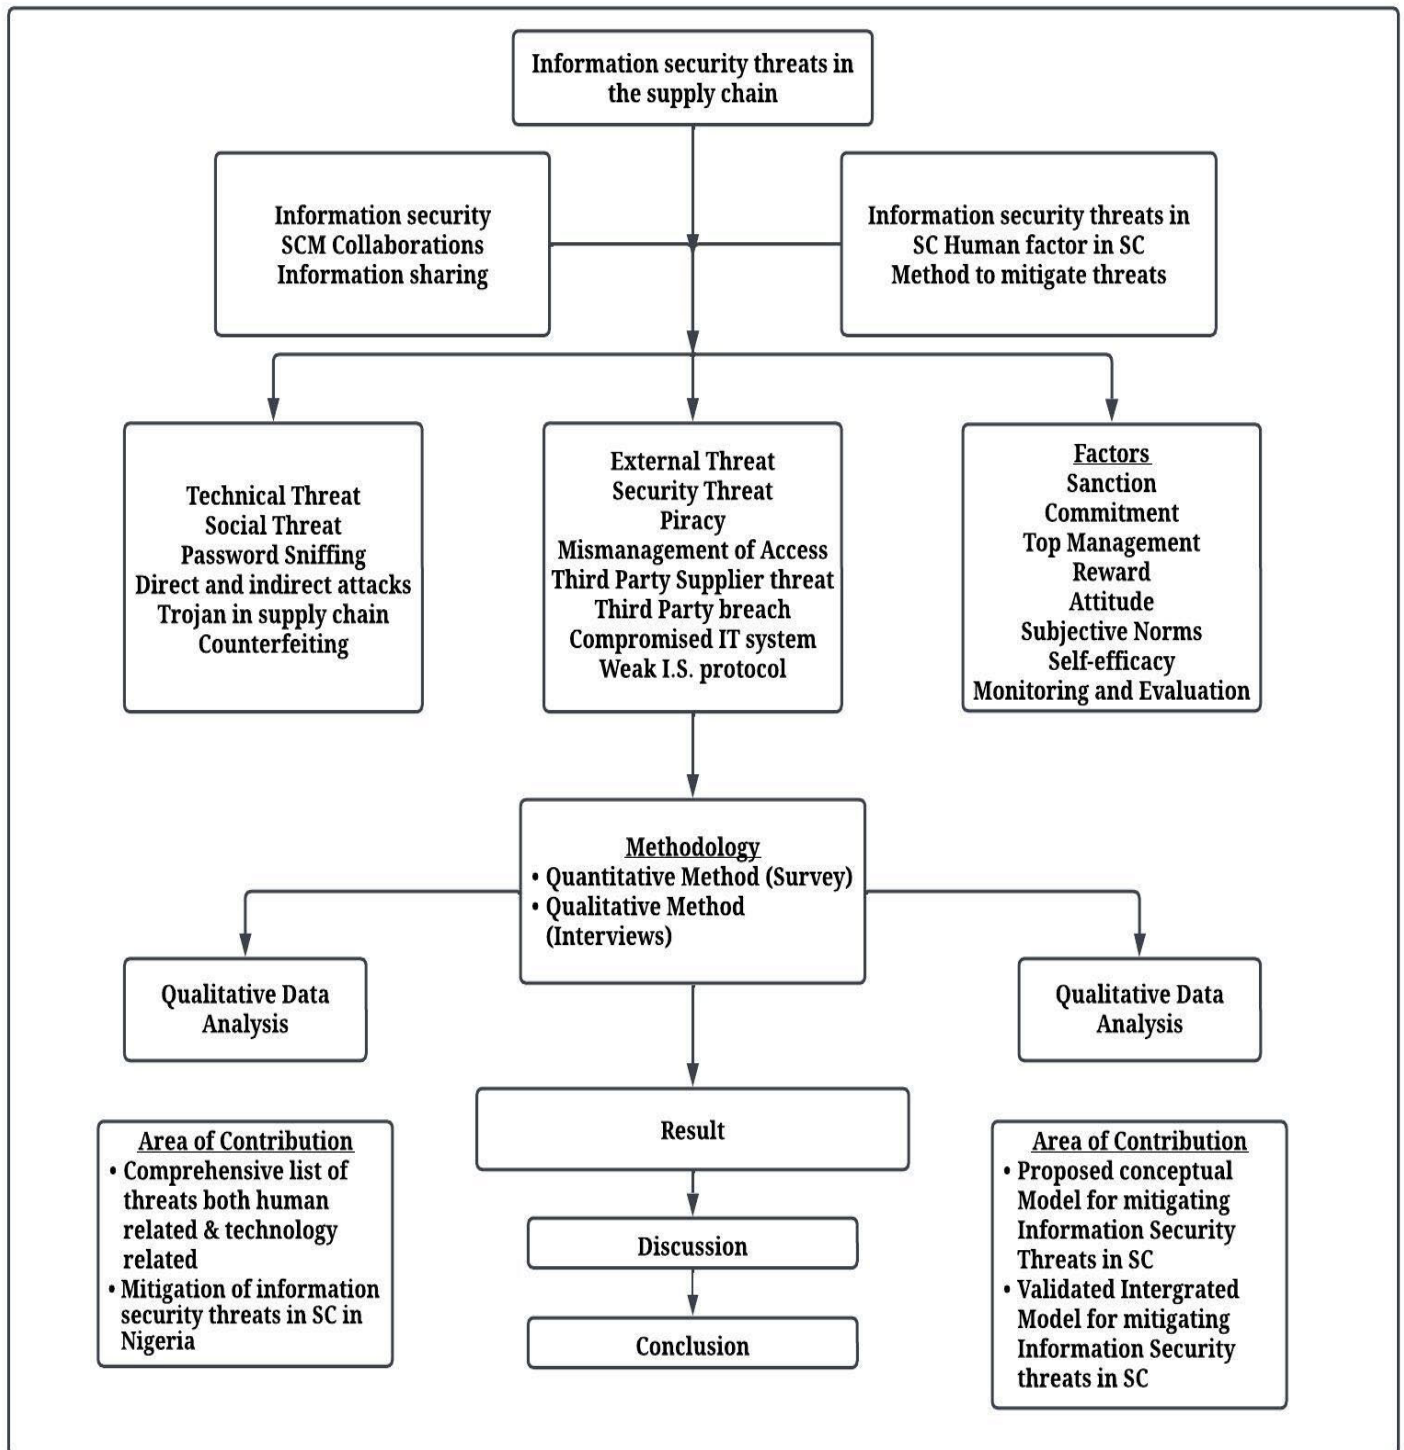 Information security threats in
the supply chain
Information security
SCM Collaborations
Information sharing
Information security threats in
SC Human factor in SC
Method to mitigate threats
Technical Threat
Social Threat
Password Sniffing
Direct and indirect attacks
Trojan in supply chain
Counterfeiting
External Threat
Security Threat
Piracy
Mismanagement of Access
Third Party Supplier threat
Third Party breach
Compromised IT system
Weak I.S. protocol
Factors
Sanction
Commitment
Top Management
Reward
Attitude
Subjective Norms
Self-efficacy
Monitoring and Evaluation
Methodology
• Quantitative Method (Survey)
• Qualitative Method
(Interviews)
Qualitative Data
Analysis
Qualitative Data
Analysis
Result
Discussion
Conclusion
Area of Contribution
• Comprehensive list of
threats both human
related & technology
related
• Mitigation of information
security threats in SC in
Nigeria
Area of Contribution
• Proposed conceptual
Model for mitigating
Information Security
Threats in SC
• Validated Intergrated
Model for mitigating
Information Security
threats in SC